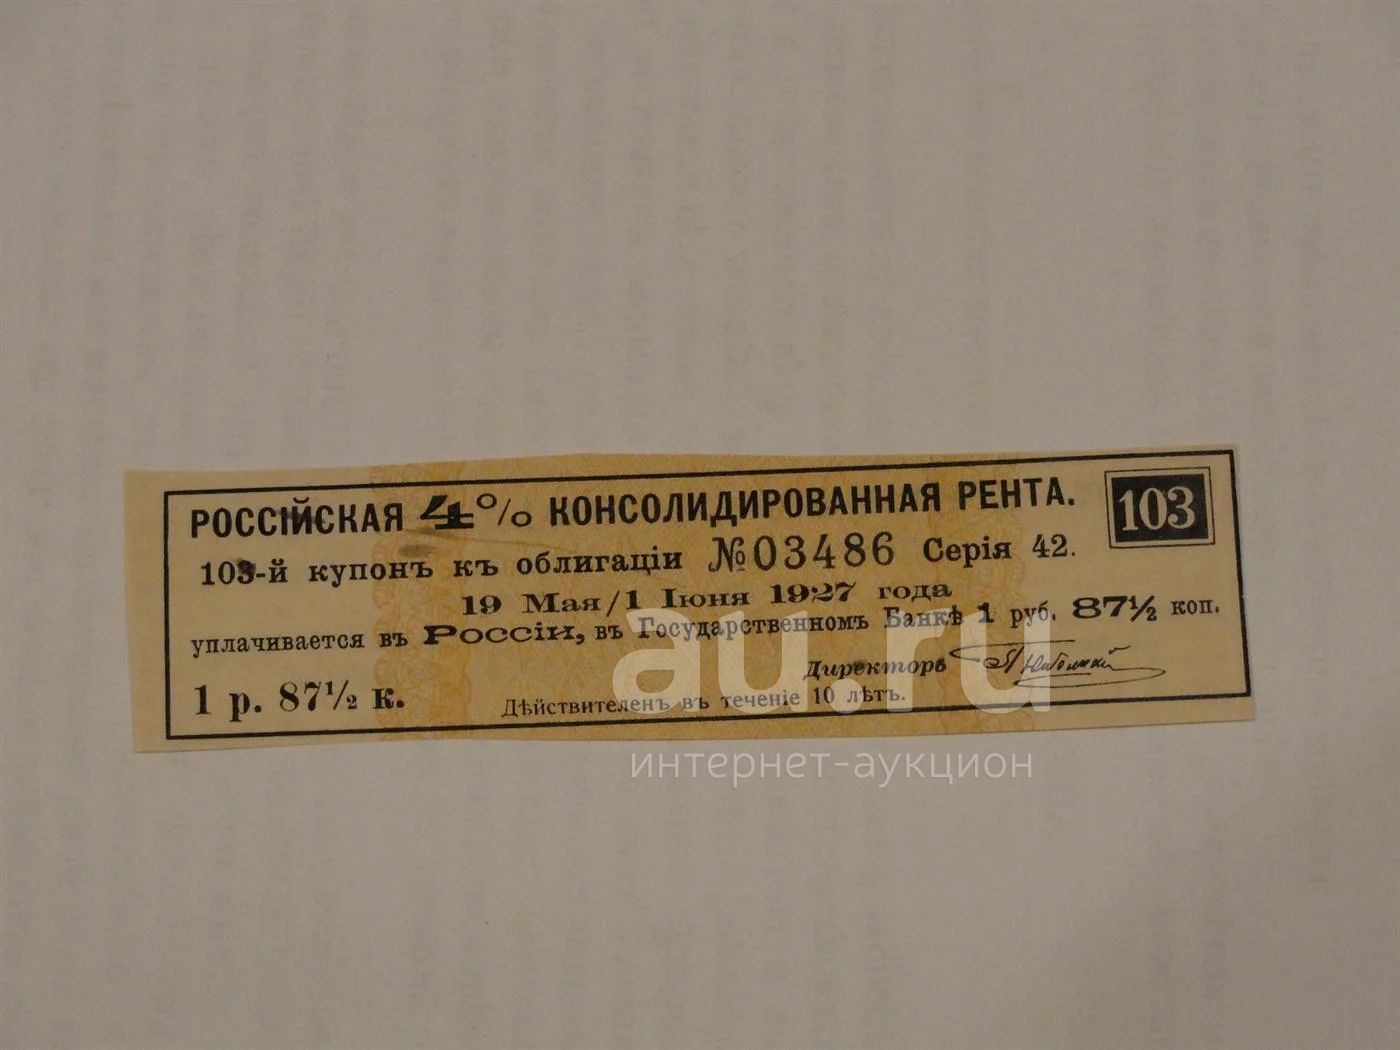 РОССІЙСКАЯ 4% КОНСОЛИДИРОВАННАЯ РЕНТА.
103
103-й купонъ къ облигаціи №03486 Серія 42.
19 Мая/1 Іюня 1927 года
уплачивается въ Россіи, въ Государственномъ Банкѣ 1 руб. 87½ коп.
Директоръ
1 р. 87½ к.
Дѣйствителенъ въ теченіе 10 лѣтъ.
au.ru
интернет-аукцион